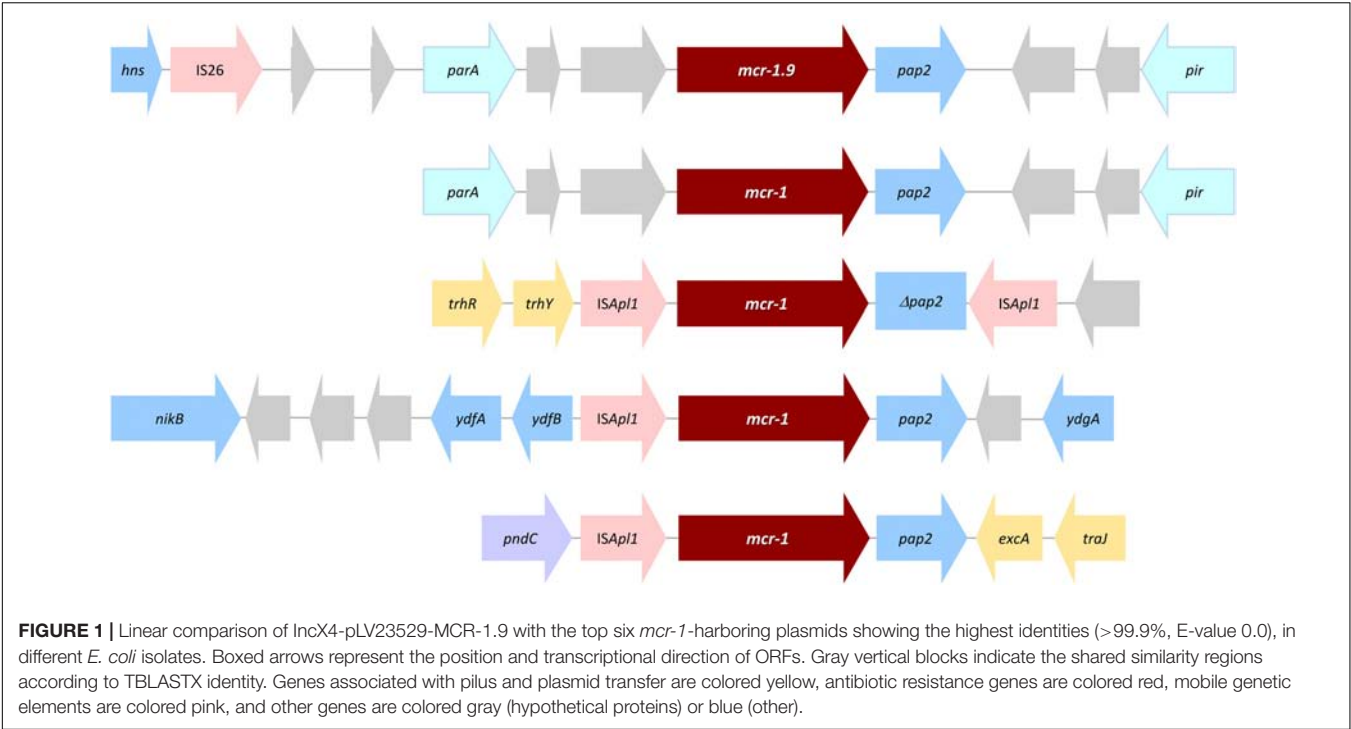 hns IS26 parA mcr-1.9 pap2 pir
parA mcr-1 pap2 pir
trhR trhY ISApl1 mcr-1 Δpap2 ISApl1
nikB ydfA ydfB ISApl1 mcr-1 pap2 ydgA
pndC ISApl1 mcr-1 pap2 excA traJ
FIGURE 1 | Linear comparison of IncX4-pLV23529-MCR-1.9 with the top six mcr-1-harboring plasmids showing the highest identities (>99.9%, E-value 0.0), in
different E. coli isolates. Boxed arrows represent the position and transcriptional direction of ORFs. Gray vertical blocks indicate the shared similarity regions
according to TBLASTX identity. Genes associated with pilus and plasmid transfer are colored yellow, antibiotic resistance genes are colored red, mobile genetic
elements are colored pink, and other genes are colored gray (hypothetical proteins) or blue (other).